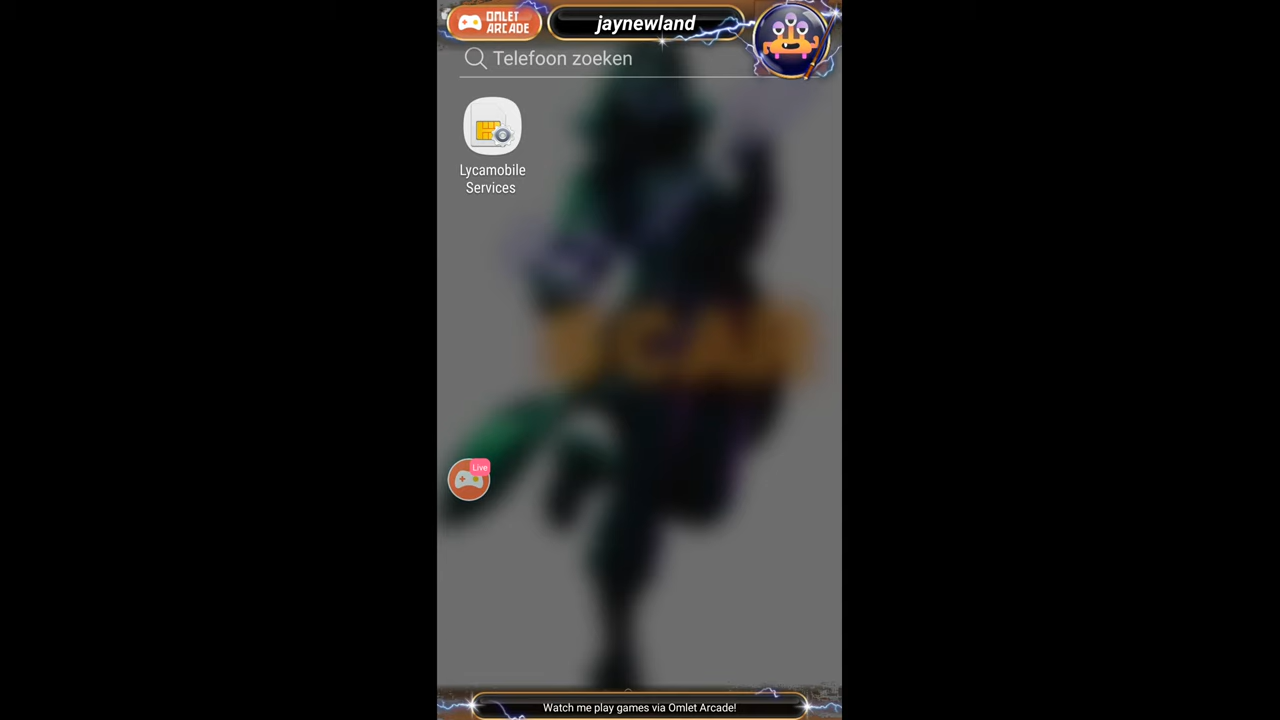 OMLET
ARCADE
jaynewland
Telefoon zoeken
Lycamobile
Services
Live
Watch me play games via Omlet Arcade!